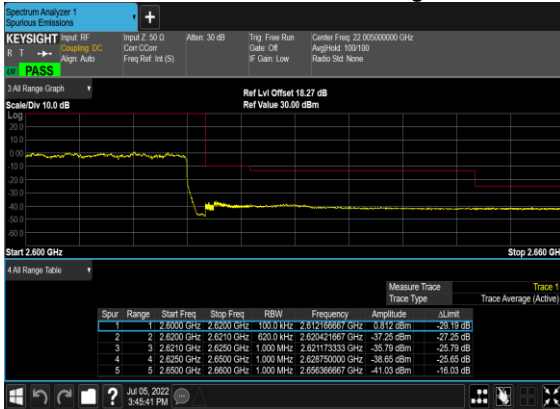 Spectrum Analyzer 1
Spurious Emissions
KEYSIGHT
R T
Input: RF
Coupling: DC
Align: Auto
Input Z: 50 Ω
Corr CCorr
Freq Ref: Int (S)
Atten: 30 dB
Trig: Free Run
Gate: Off
IF Gain: Low
Center Freq: 22.005000000 GHz
Avg|Hold: 100/100
Radio Std: None
PASS
3 All Range Graph
Scale/Div 10.0 dB
Ref Lvl Offset 18.27 dB
Ref Value 30.00 dBm
Log
20.0
10.0
0.00
-10.0
-20.0
-30.0
-40.0
-50.0
-60.0
Start 2.600 GHz
Stop 2.660 GH
4 All Range Table
Measure Trace Trace 1
Trace Type Trace Average (Active)
Spur Range Start Freq Stop Freq RBW Frequency Amplitude ΔLimit
1 1 2.6000 GHz 2.6200 GHz 100.0 kHz 2.612166667 GHz 0.812 dBm -29.19 dB
2 2 2.6200 GHz 2.6210 GHz 620.0 kHz 2.620421667 GHz -37.25 dBm -27.25 dB
3 3 2.6210 GHz 2.6250 GHz 1.000 MHz 2.621173333 GHz -35.79 dBm -25.79 dB
4 4 2.6250 GHz 2.6500 GHz 1.000 MHz 2.628750000 GHz -38.65 dBm -25.65 dB
5 5 2.6500 GHz 2.6600 GHz 1.000 MHz 2.656366667 GHz -41.03 dBm -16.03 dB
?
Jul 05, 2022
3:45:41 PM